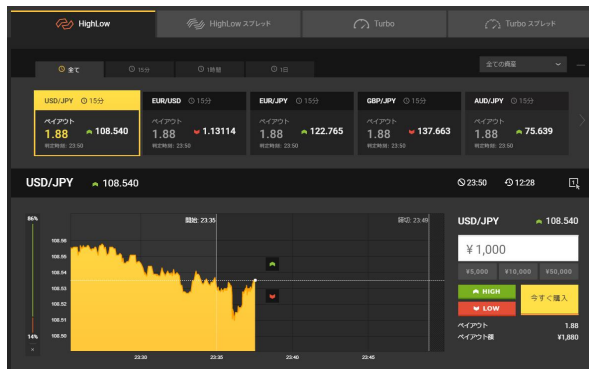 HighLow
HighLow スプレッド
Turbo
Turbo スプレッド
全て
15分
1時間
1日
全ての資産
USD/JPY 15分
ペイアウト
1.88 108.540
判定時刻: 23:50
EUR/USD 15分
ペイアウト
1.88 1.13114
判定時刻: 23:50
EUR/JPY 15分
ペイアウト
1.88 122.765
判定時刻: 23:50
GBP/JPY 15分
ペイアウト
1.88 137.663
判定時刻: 23:50
AUD/JPY 15分
ペイアウト
1.88 75.639
判定時刻: 23:50
USD/JPY 108.540
23:50 12:28
1
86%
14%
開始: 23:35
締切: 23:49
108.56
108.55
108.54
108.53
108.52
108.51
108.50
23:30
23:35
23:40
23:45
USD/JPY 108.540
¥ 1,000
¥5,000 ¥10,000 ¥50,000
HIGH
LOW
今すぐ購入
ペイアウト 1.88
ペイアウト額 ¥1,880